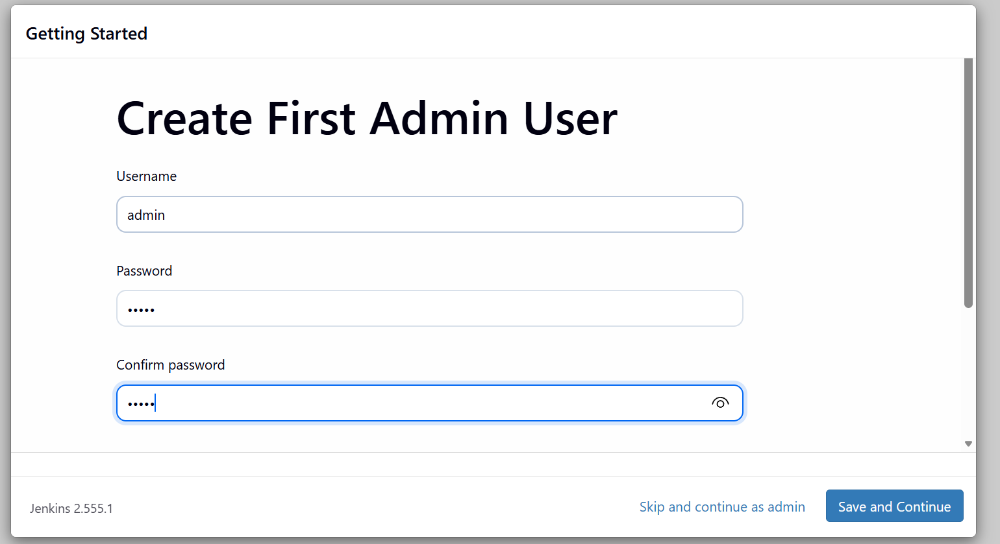 Getting Started
Create First Admin User
Username
admin
Password
•••••
Confirm password
•••••
Jenkins 2.555.1
Skip and continue as admin
Save and Continue